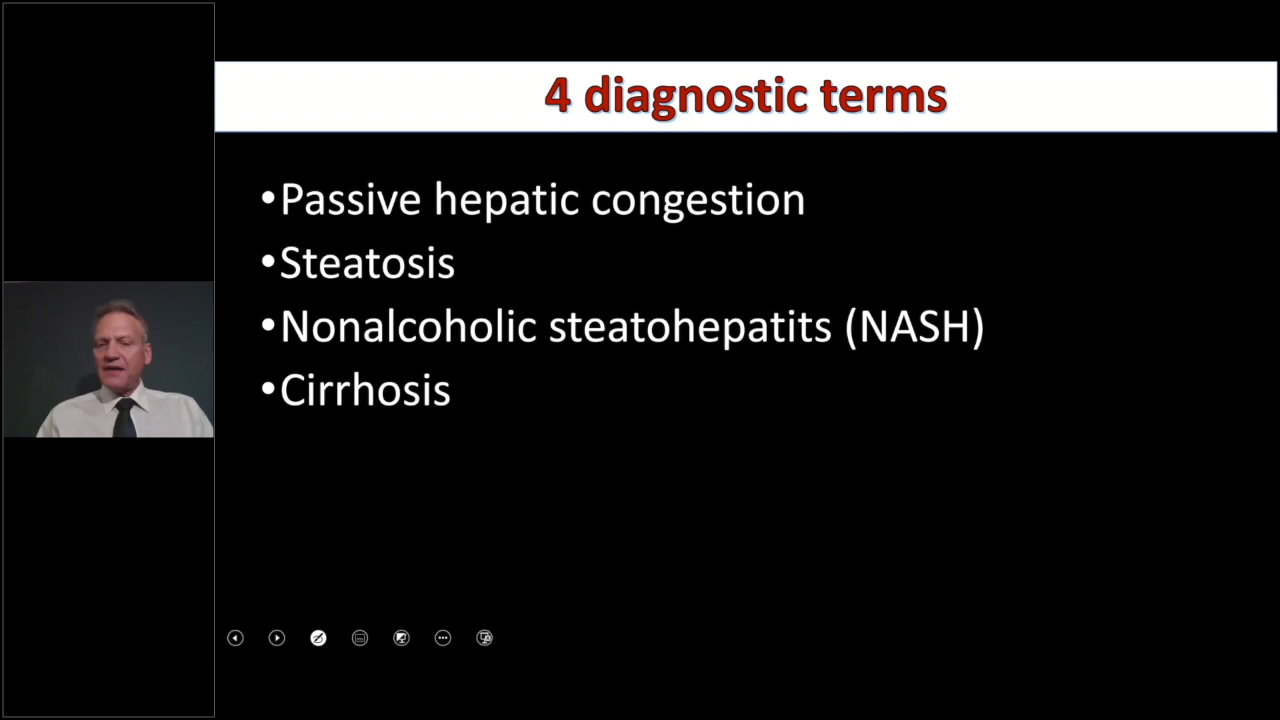 4 diagnostic terms
•Passive hepatic congestion
•Steatosis
•Nonalcoholic steatohepatits (NASH)
•Cirrhosis